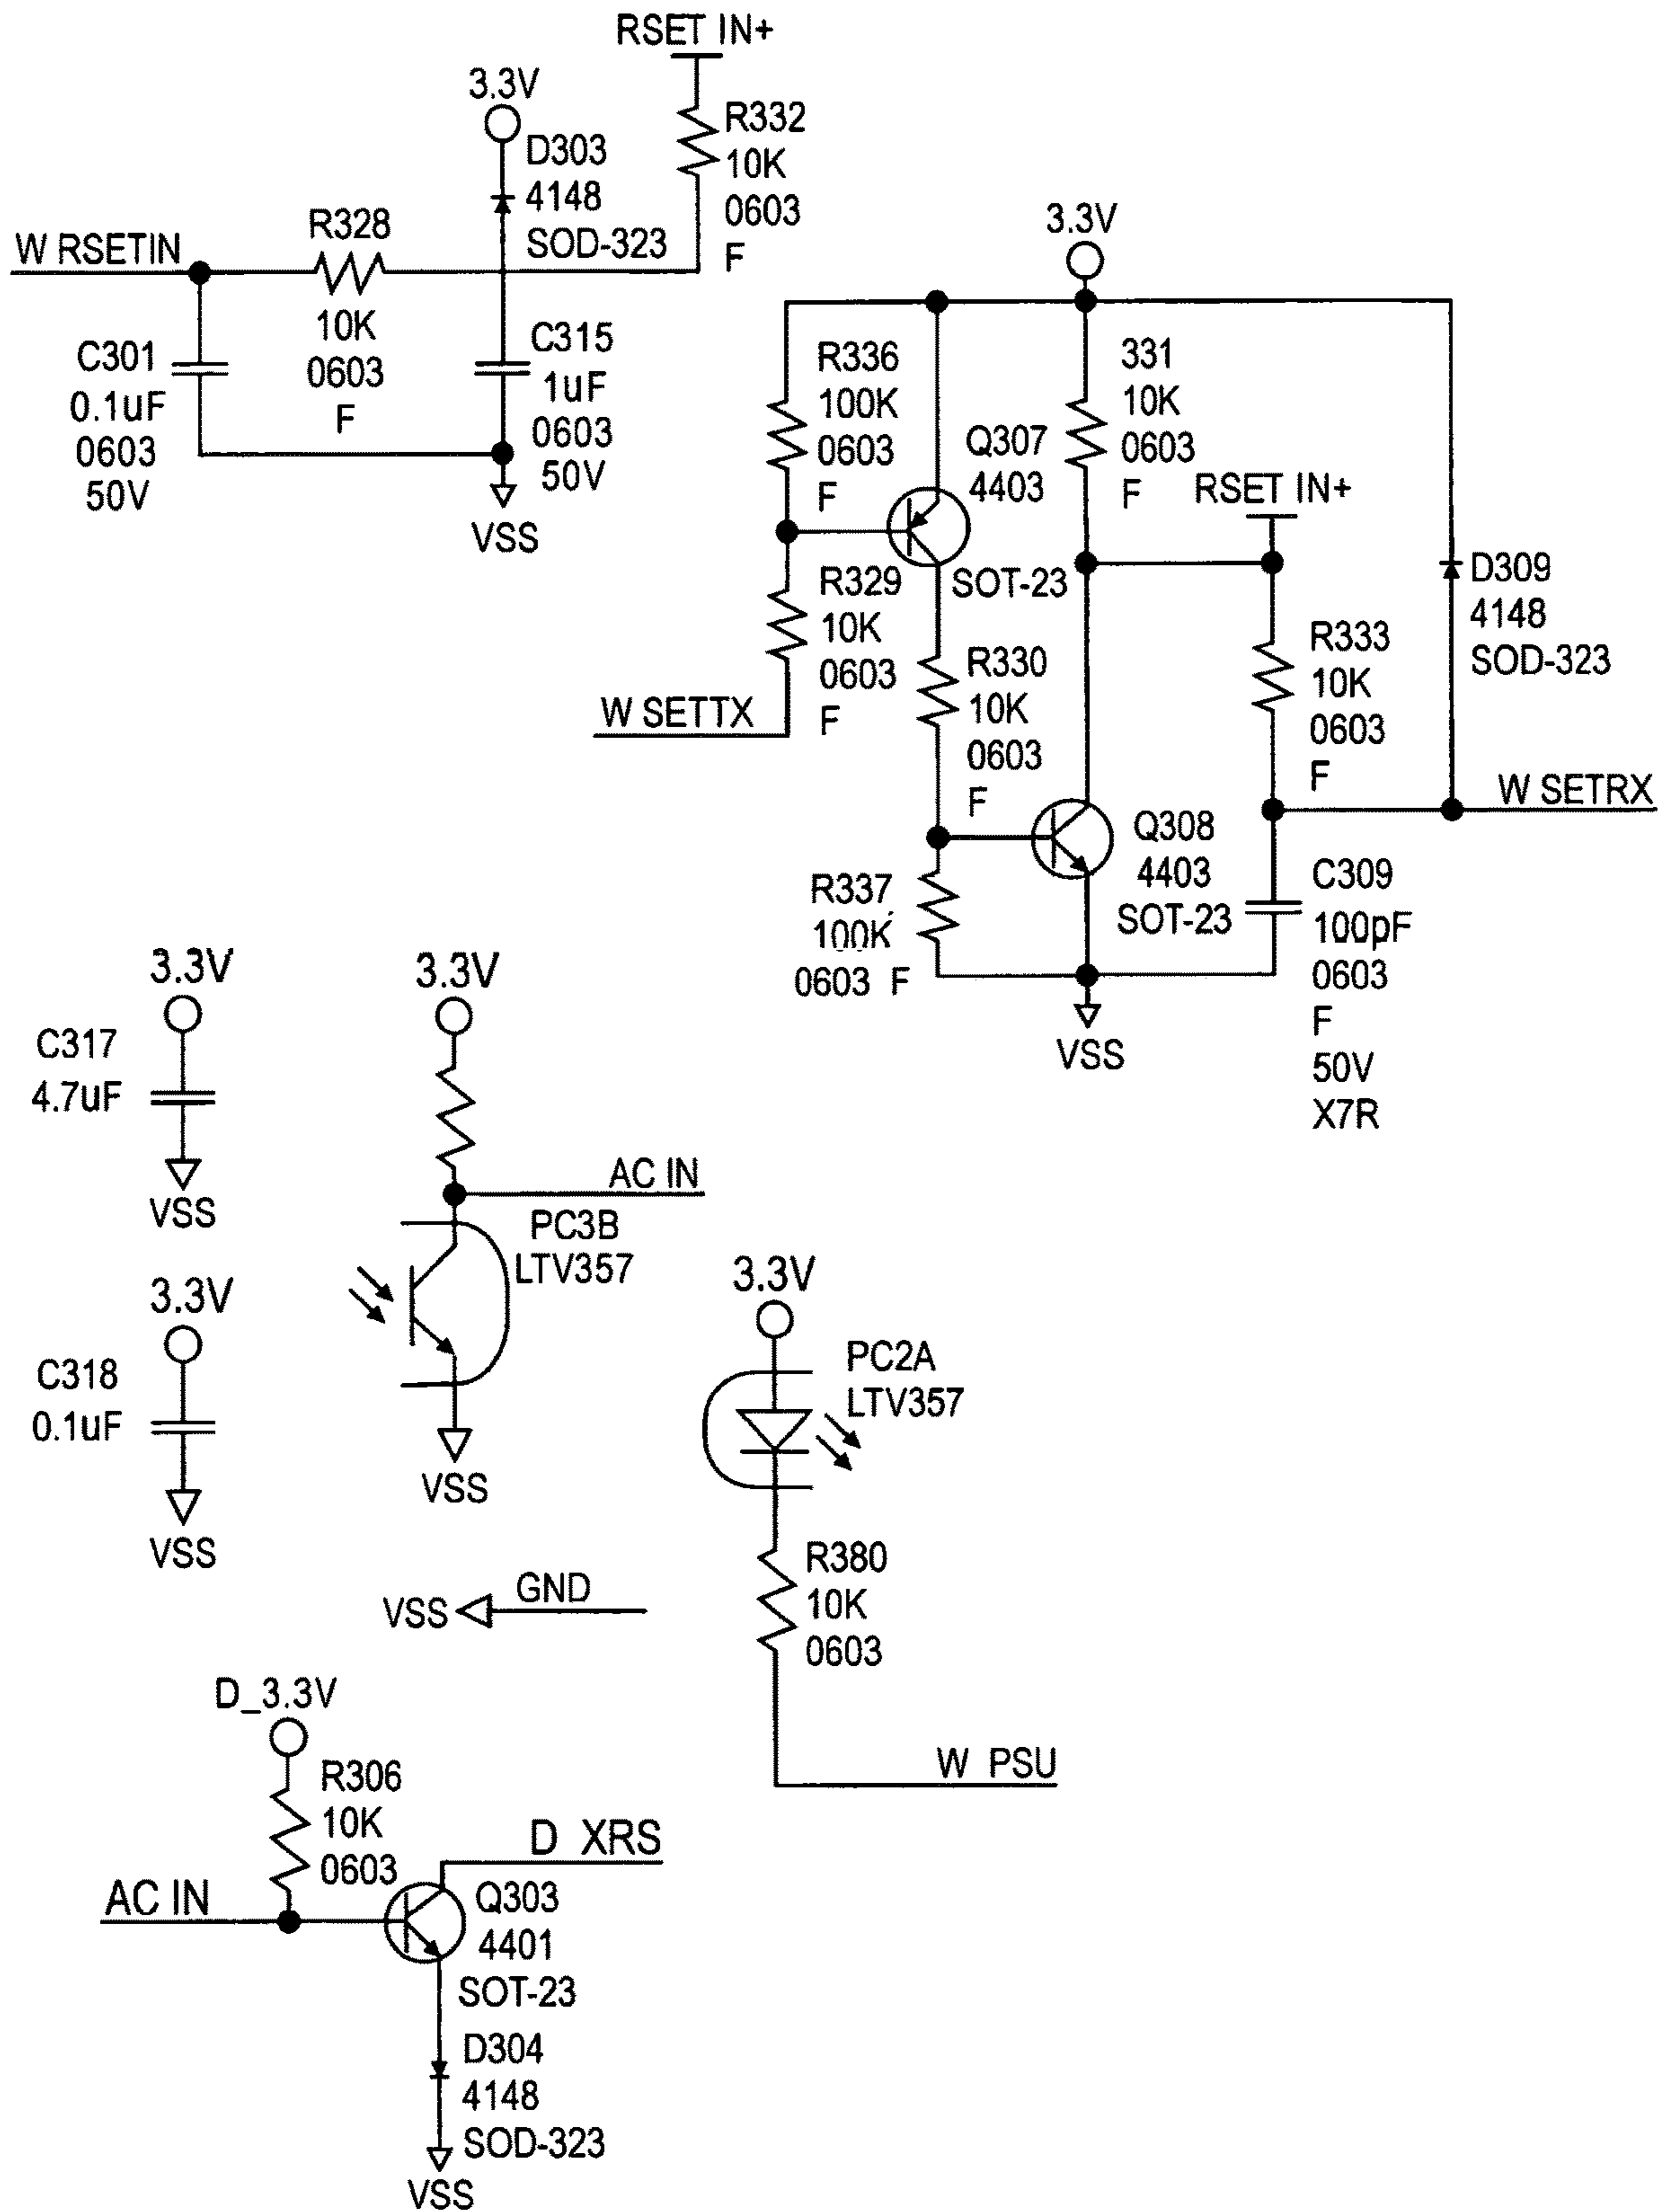 RSET IN+
R332
10K
0603
F
3.3V
D303
4148
SOD-323
W RSETIN
R328
10K
0603
F
C301
0.1uF
0603
50V
C315
1uF
0603
50V
VSS
3.3V
R336
100K
0603
F
Q307
4403
SOT-23
331
10K
0603
F
RSET IN+
D309
4148
SOD-323
R329
10K
0603
F
W SETTX
R330
10K
0603
F
R333
10K
0603
F
W SETRX
Q308
4403
SOT-23
R337
100K
0603 F
C309
100pF
0603
F
50V
X7R
VSS
3.3V
C317
4.7uF
VSS
3.3V
AC IN
PC3B
LTV357
VSS
3.3V
C318
0.1uF
VSS
3.3V
PC2A
LTV357
R380
10K
0603
W PSU
VSS
GND
D_3.3V
R306
10K
0603
AC IN
D XRS
Q303
4401
SOT-23
D304
4148
SOD-323
VSS